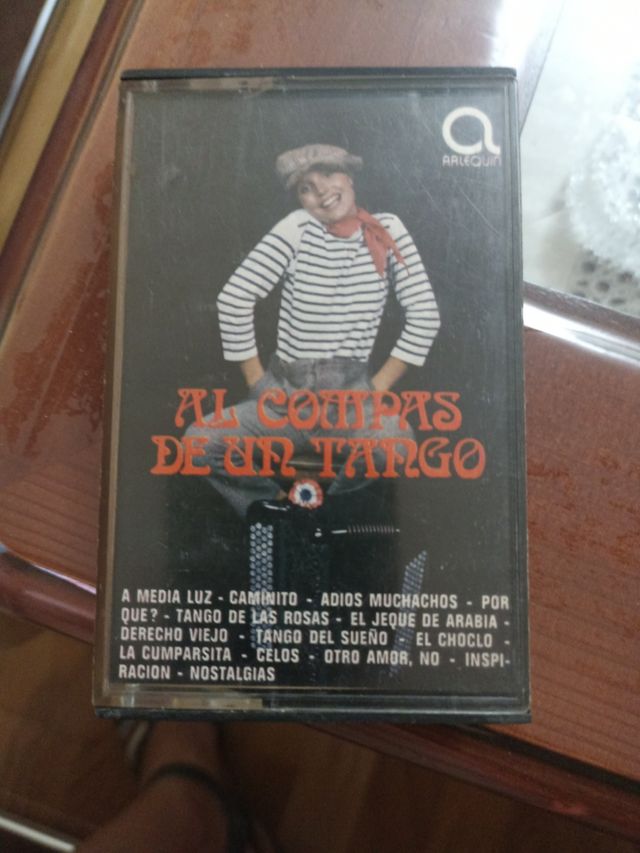 ARLEQUIN
AL COMPAS
DE UN TANGO
A MEDIA LUZ - CAMINITO - ADIOS MUCHACHOS - POR
QUE? - TANGO DE LAS ROSAS - EL JEQUE DE ARABIA -
DERECHO VIEJO - TANGO DEL SUEÑO - EL CHOCLO -
LA CUMPARSITA - CELOS - OTRO AMOR, NO - INSPI-
RACION - NOSTALGIAS